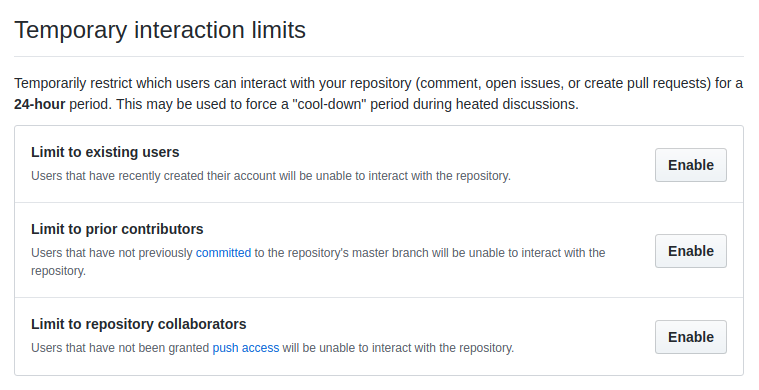 Temporary interaction limits
Temporarily restrict which users can interact with your repository (comment, open issues, or create pull requests) for a
24-hour period. This may be used to force a "cool-down" period during heated discussions.
Limit to existing users
Users that have recently created their account will be unable to interact with the repository.
Enable
Limit to prior contributors
Users that have not previously committed to the repository's master branch will be unable to interact with the
repository.
Enable
Limit to repository collaborators
Users that have not been granted push access will be unable to interact with the repository.
Enable